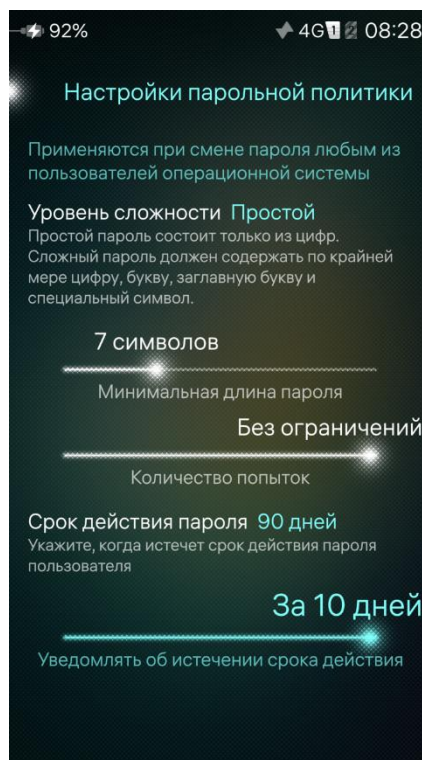 92% 4G 1 2 08:28
Настройки парольной политики
Применяются при смене пароля любым из
пользователей операционной системы
Уровень сложности Простой
Простой пароль состоит только из цифр.
Сложный пароль должен содержать по крайней
мере цифру, букву, заглавную букву и
специальный символ.
7 символов
Минимальная длина пароля
Без ограничений
Количество попыток
Срок действия пароля 90 дней
Укажите, когда истечет срок действия пароля
пользователя
За 10 дней
Уведомлять об истечении срока действия